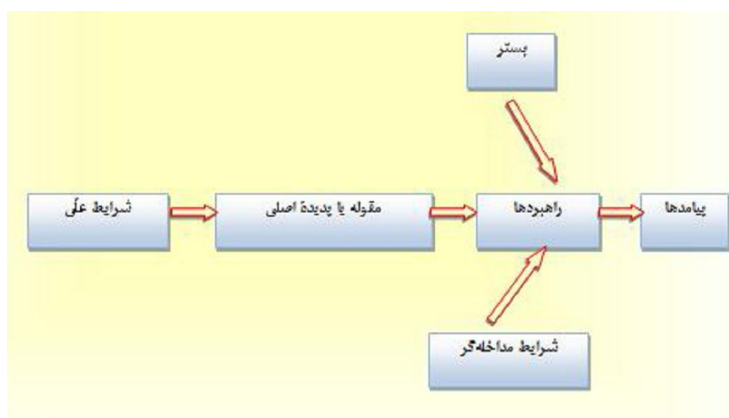 بستر
شرایط علّی
مقوله یا پدیدهٔ اصلی
راهبردها
پیامدها
شرایط مداخله‌گر